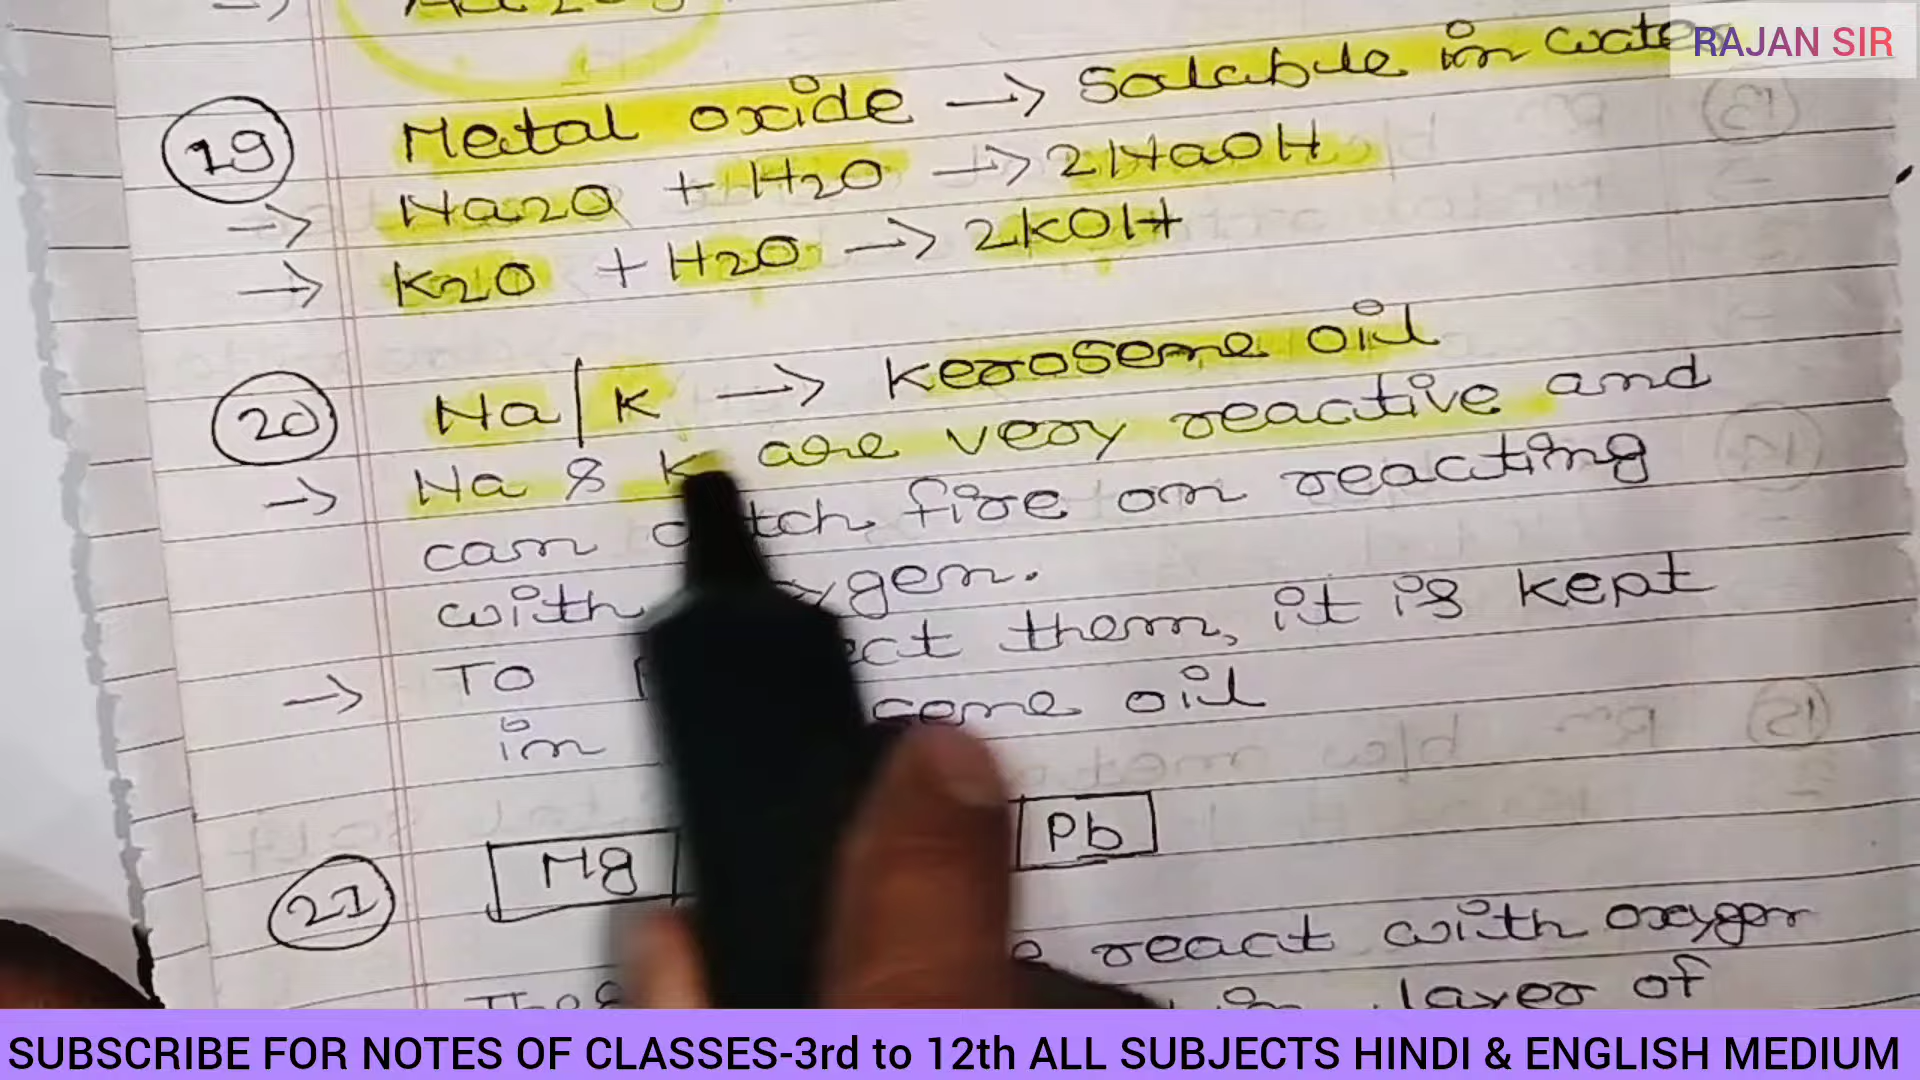 RAJAN SIR
19 Metal oxide → Solabule in water
→ Na2O + H2O → 2NaOH
→ K2O + H2O → 2KOH
20 Na/K → Kerosene oil
→ Na & K are very reactive and
can catch fire on reacting
with oxygen.
→ To them, it is kept
in oil
21 Mg Pb
react with oxygen
layer of
SUBSCRIBE FOR NOTES OF CLASSES-3rd to 12th ALL SUBJECTS HINDI & ENGLISH MEDIUM